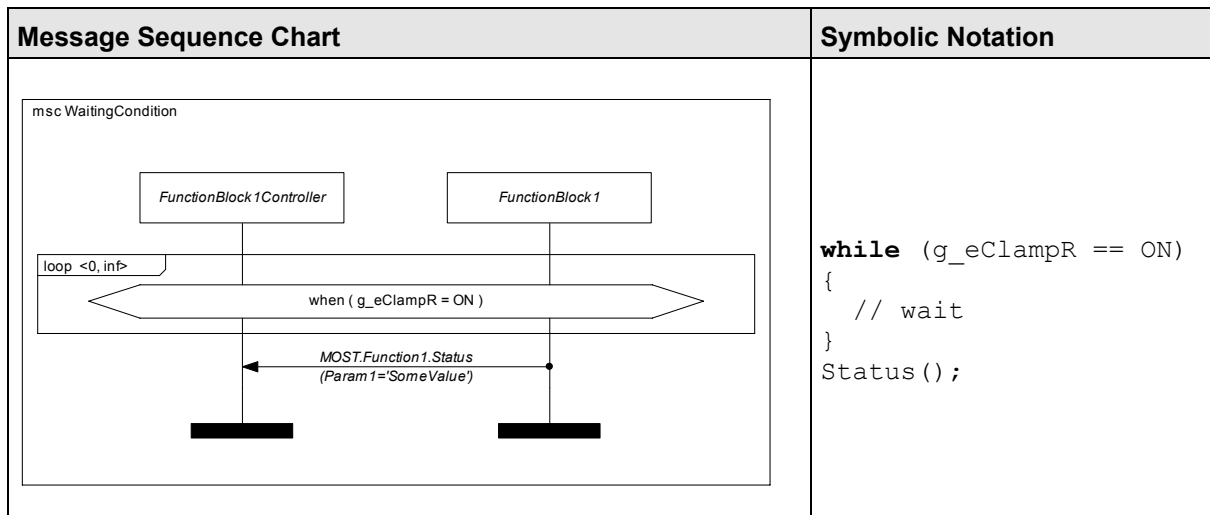 Message Sequence Chart
Symbolic Notation
msc WaitingCondition
FunctionBlock1Controller
FunctionBlock1
loop <0, inf>
when ( g_eClampR = ON )
MOST.Function1.Status
(Param1='SomeValue')
while (g_eClampR == ON)
{
  // wait
}
Status();